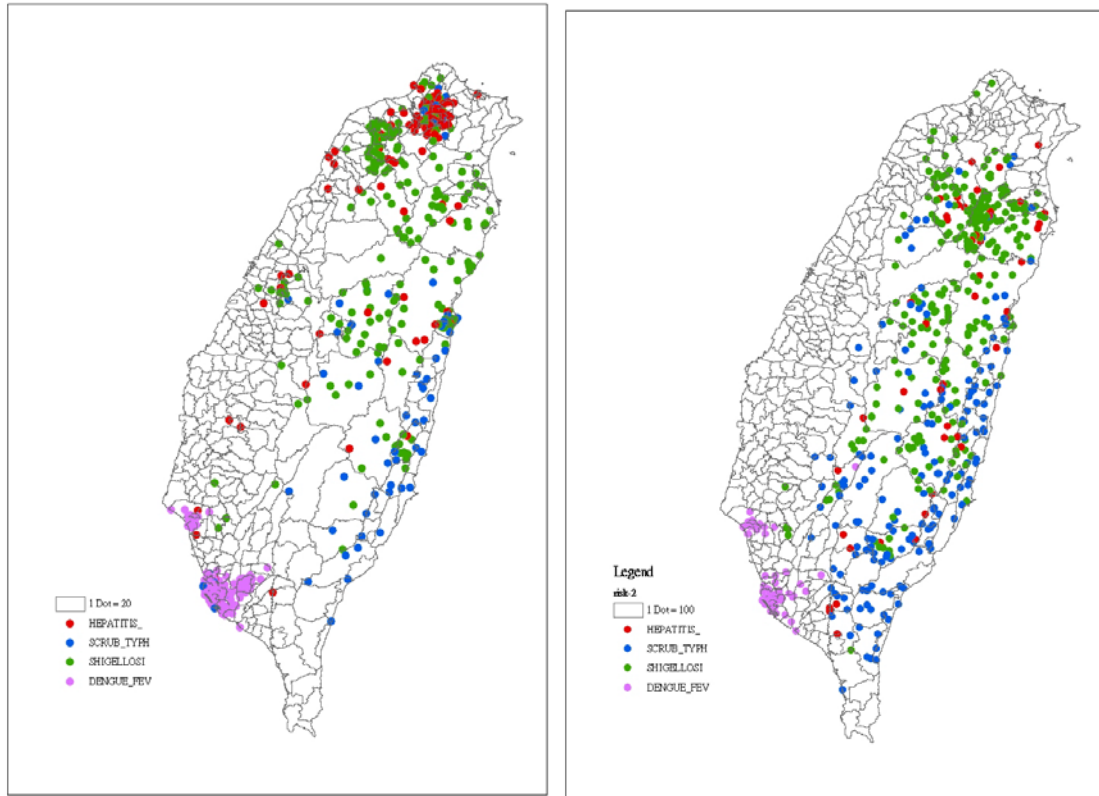 1 Dot = 20
HEPATITIS_
SCRUB_TYPH
SHIGELLOSI
DENGUE_FEV
Legend
risk-2
1 Dot = 100
HEPATITIS_
SCRUB_TYPH
SHIGELLOSI
DENGUE_FEV